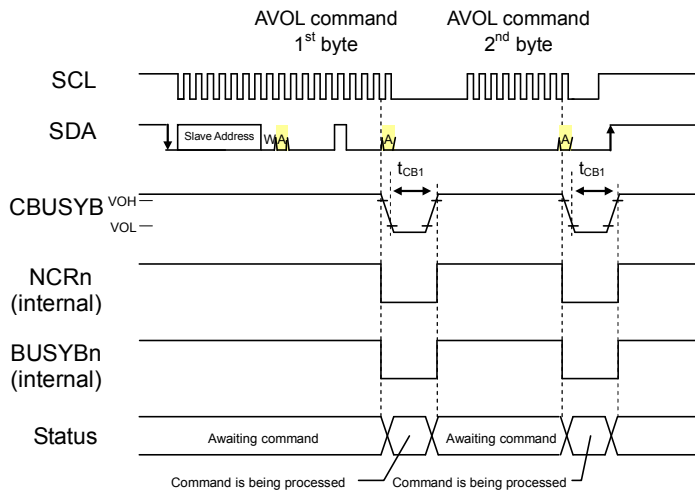 AVOL command AVOL command
1st byte 2nd byte
SCL
SDA Slave Address W A A A
tCB1 tCB1
CBUSYB VOH
VOL
NCRn
(internal)
BUSYBn
(internal)
Status Awaiting command Awaiting command
Command is being processed Command is being processed